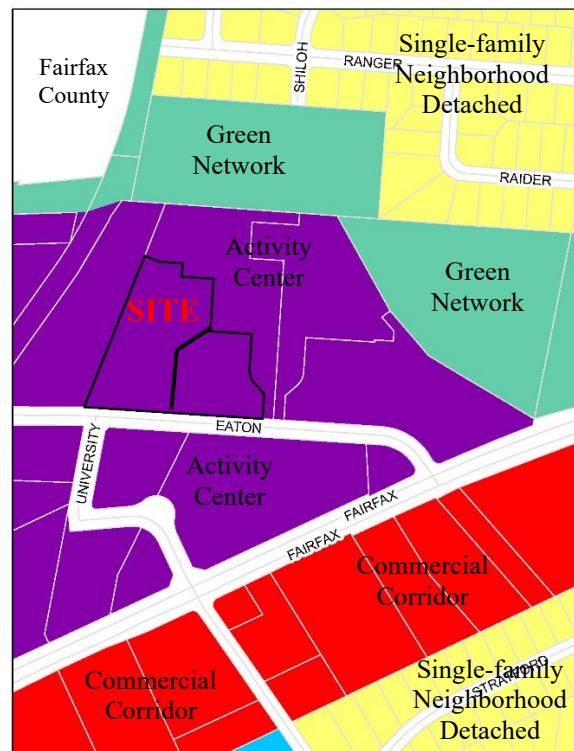 Single-family
Neighborhood
Detached
SHILOH
RANGER
Fairfax
County
Green
Network
RAIDER
Activity
Center
Green
Network
SITE
EATON
UNIVERSITY
Activity
Center
FAIRFAX
FAIRFAX
Commercial
Corridor
Single-family
Neighborhood
Detached
STRATFORD
Commercial
Corridor